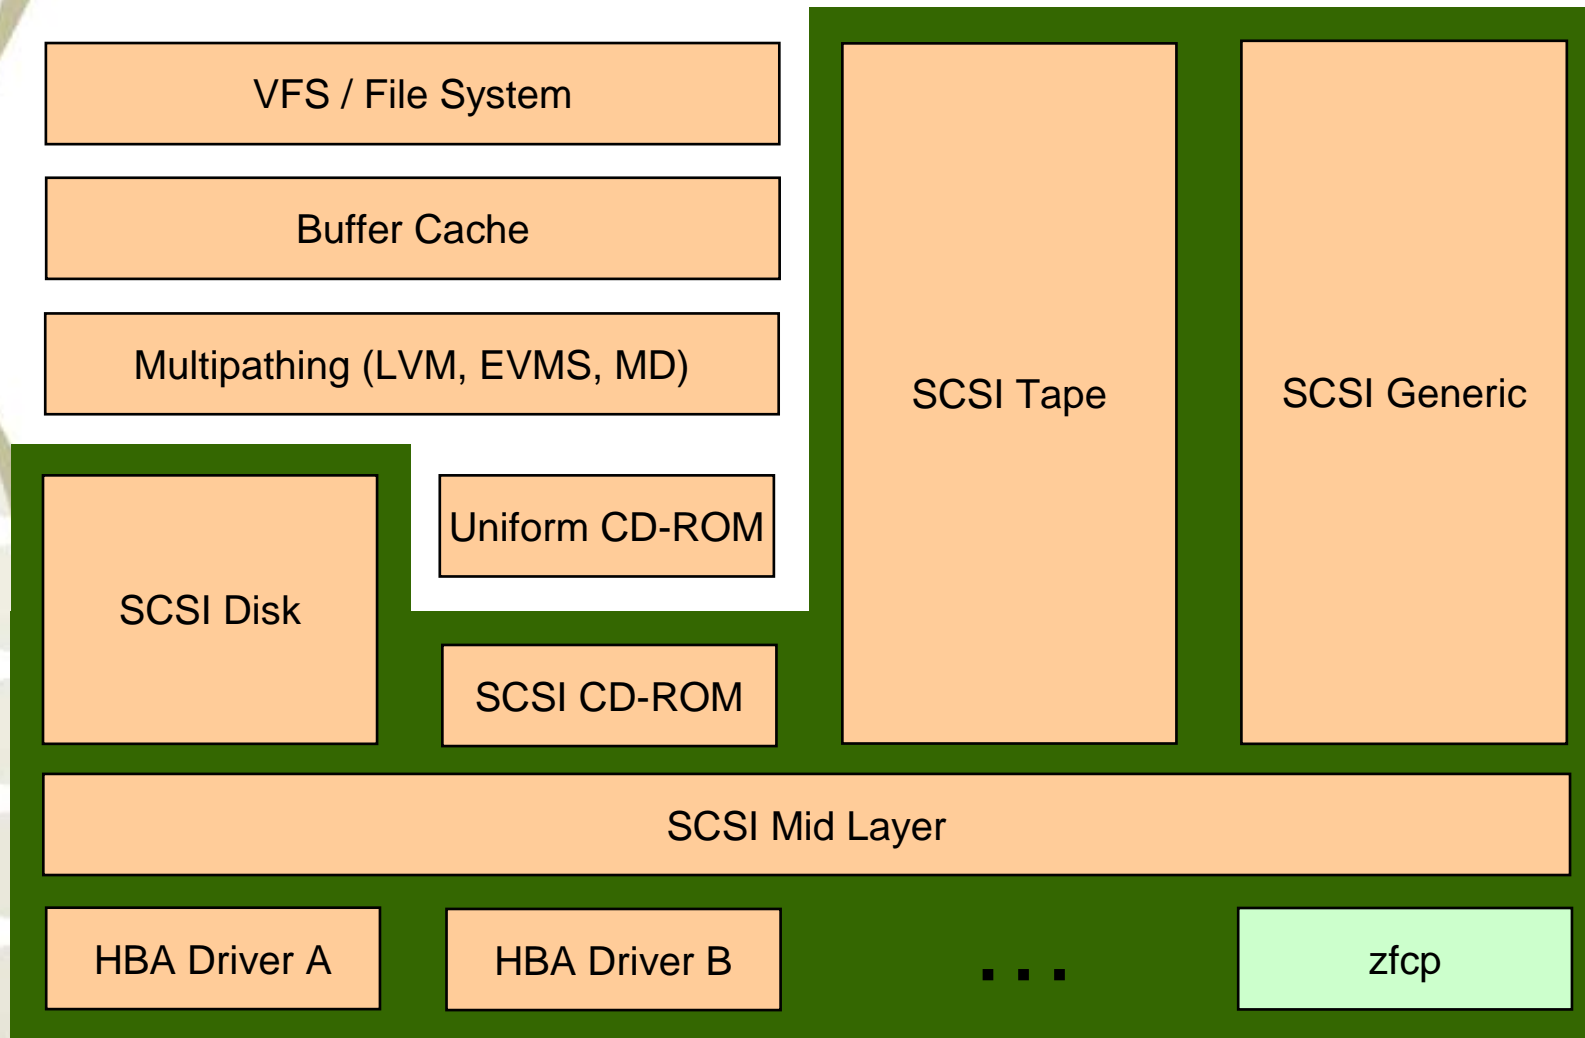 VFS / File System
Buffer Cache
Multipathing (LVM, EVMS, MD)
SCSI Tape
SCSI Generic
Uniform CD-ROM
SCSI Disk
SCSI CD-ROM
SCSI Mid Layer
HBA Driver A
HBA Driver B
...
zfcp